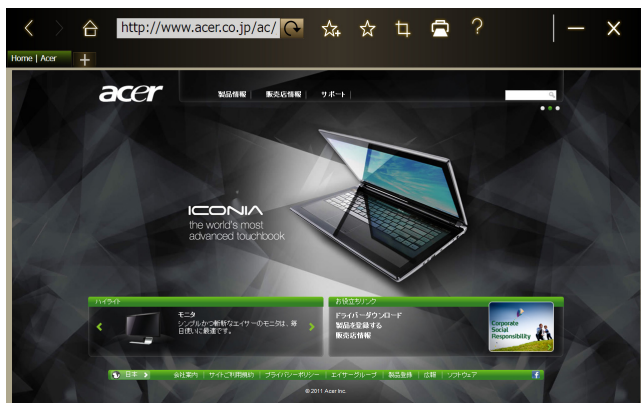 http://www.acer.co.jp/ac/
?
Home | Acer
acer
製品情報 | 販売店情報 | サポート |
ICONIA
the world's most
advanced touchbook
ハイライト
モニタ
シンプルかつ斬新なエイサーのモニタは、毎
日使いに最適です。
お役立ちリンク
ドライバーダウンロード
製品を登録する
販売店情報
Corporate
Social
Responsibility
日本
会社案内 | サイトご利用規約 | プライバシーポリシー | エイサーグループ | 製品登録 | 広報 | ソフトウェア
f
© 2011 Acer Inc.